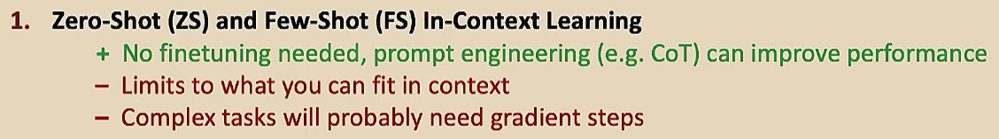 1. Zero-Shot (ZS) and Few-Shot (FS) In-Context Learning
+ No finetuning needed, prompt engineering (e.g. CoT) can improve performance
– Limits to what you can fit in context
– Complex tasks will probably need gradient steps